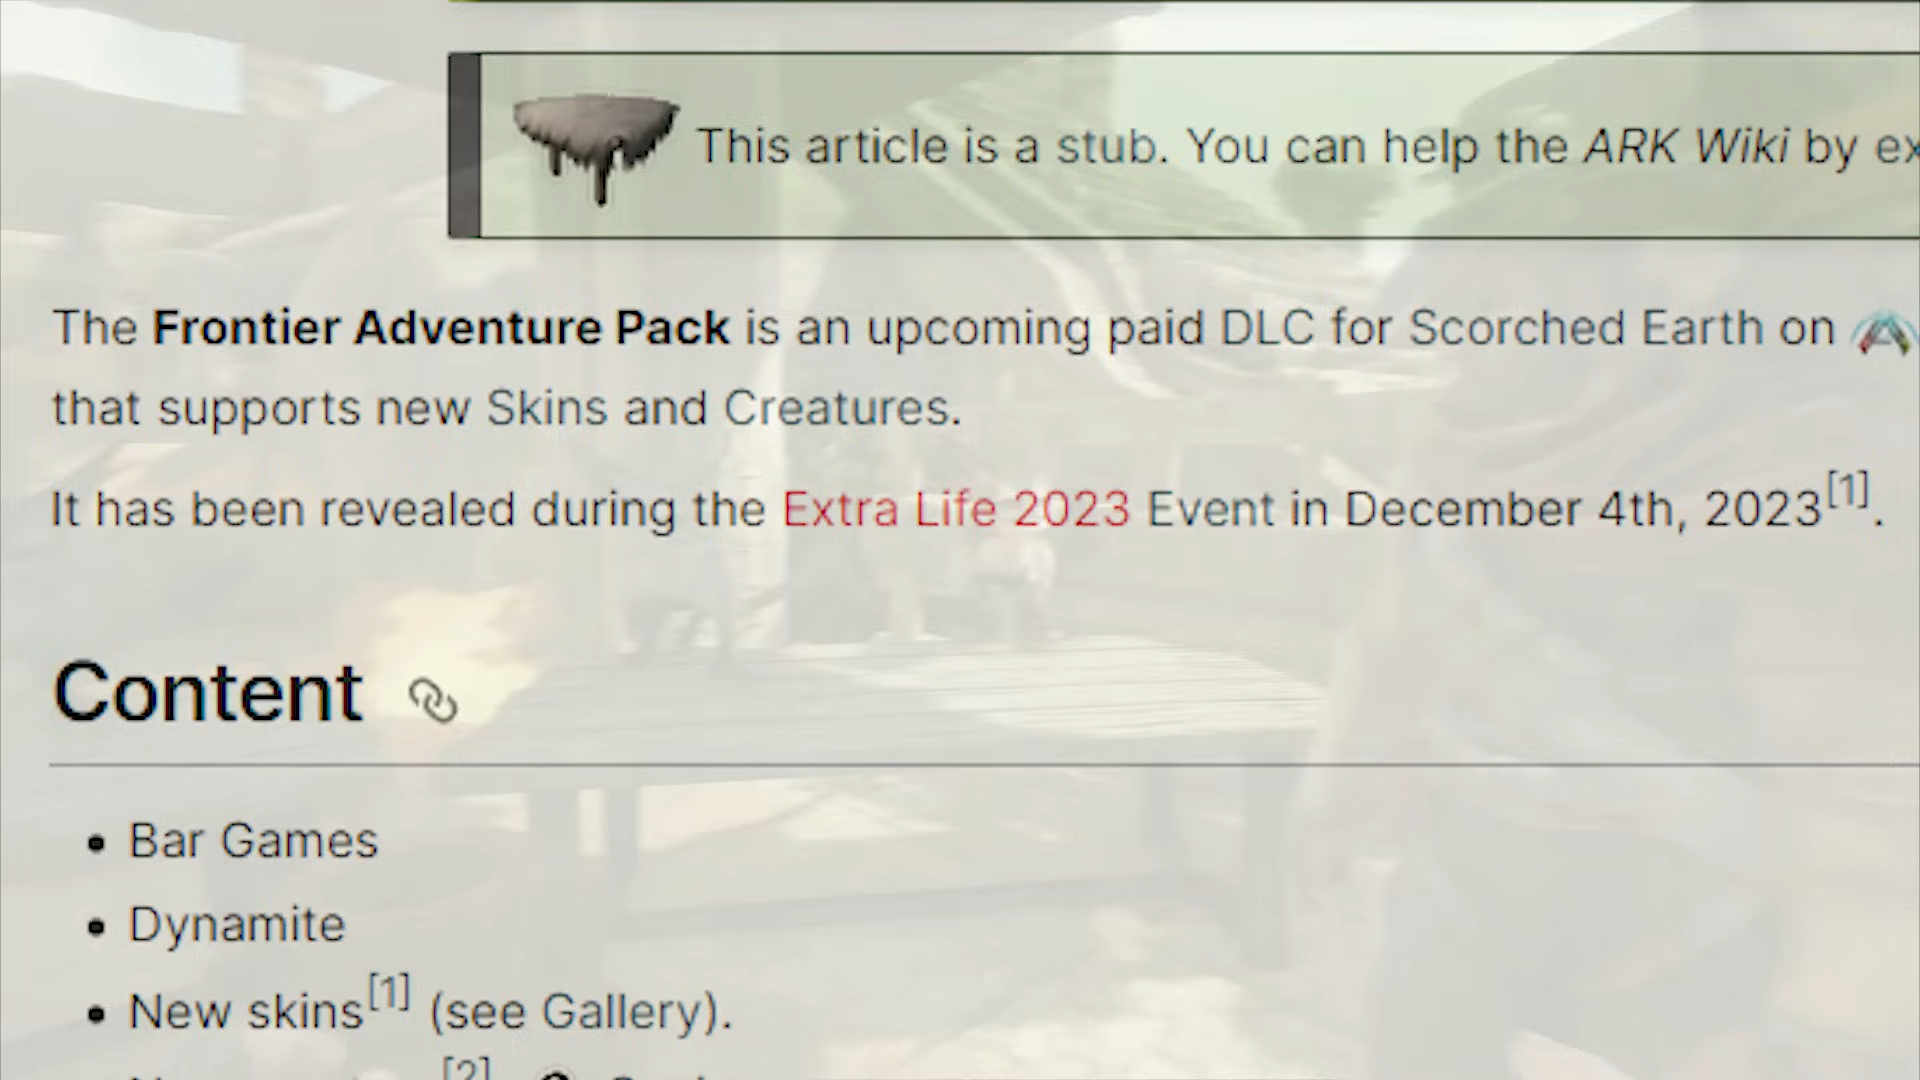 This article is a stub. You can help the ARK Wiki by ex
The Frontier Adventure Pack is an upcoming paid DLC for Scorched Earth on
that supports new Skins and Creatures.
It has been revealed during the Extra Life 2023 Event in December 4th, 2023[1].
Content
• Bar Games
• Dynamite
• New skins[1] (see Gallery).
[2]